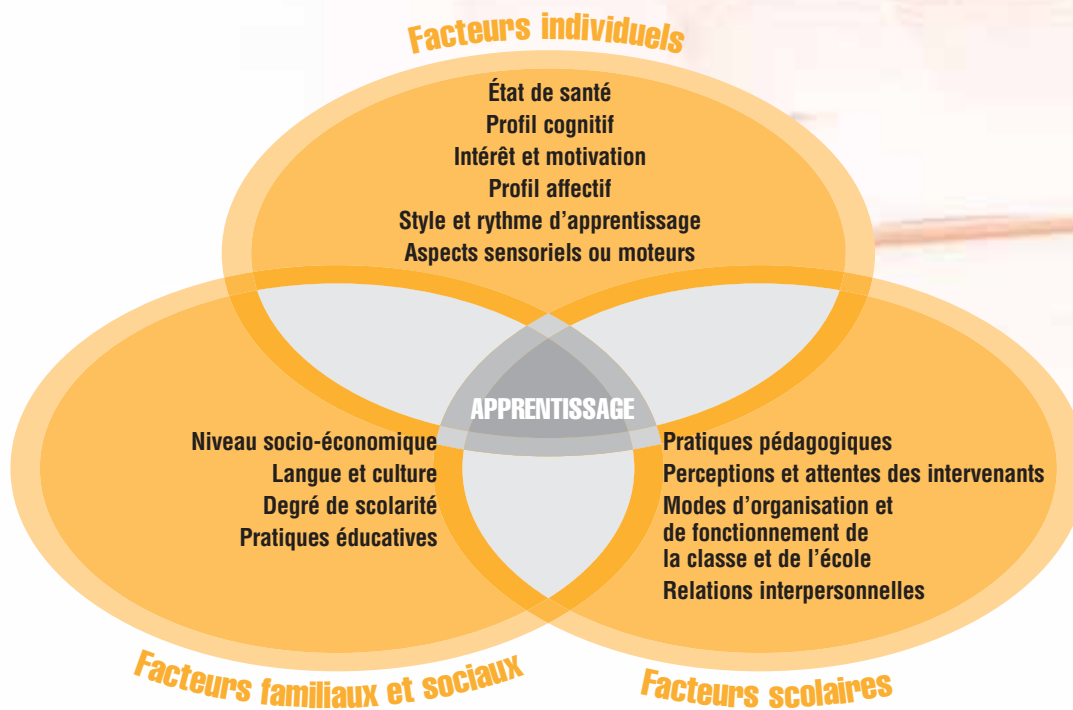 Facteurs individuels
État de santé
Profil cognitif
Intérêt et motivation
Profil affectif
Style et rythme d’apprentissage
Aspects sensoriels ou moteurs
APPRENTISSAGE
Niveau socio-économique
Langue et culture
Degré de scolarité
Pratiques éducatives
Pratiques pédagogiques
Perceptions et attentes des intervenants
Modes d’organisation et
de fonctionnement de
la classe et de l’école
Relations interpersonnelles
Facteurs familiaux et sociaux
Facteurs scolaires